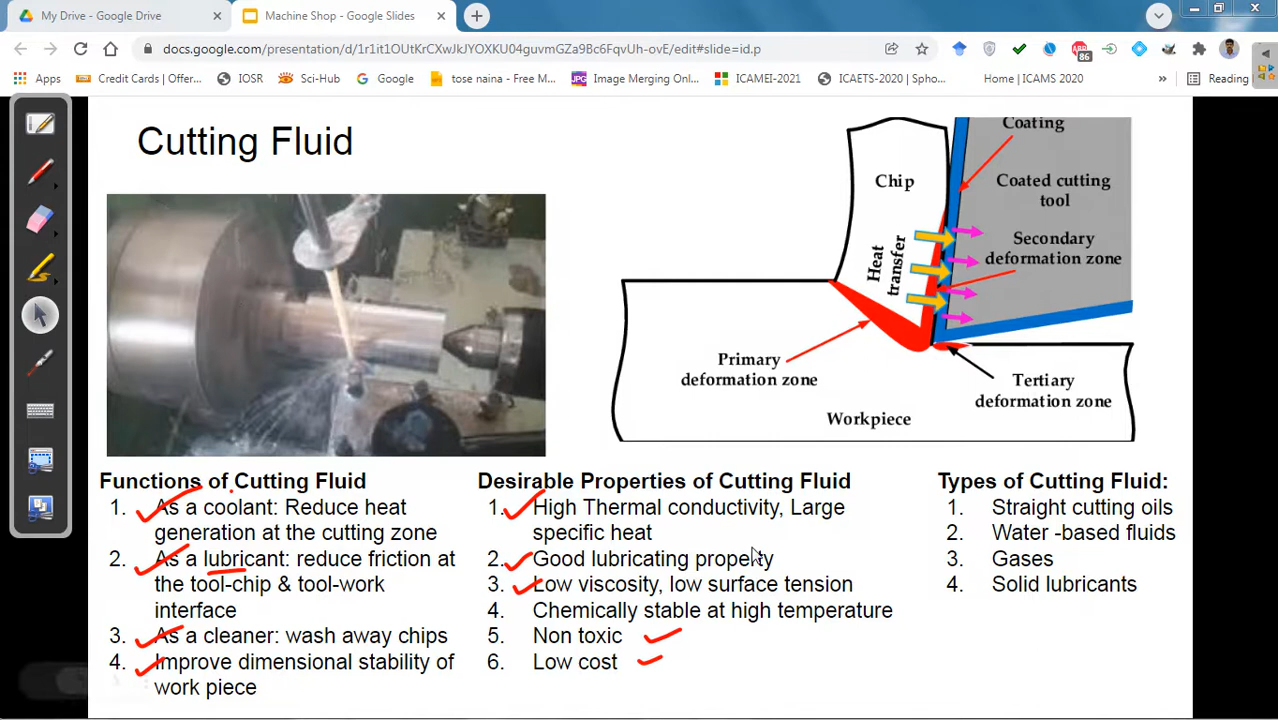 My Drive - Google Drive
Machine Shop - Google Slides
docs.google.com/presentation/d/1r1it1OUtKrCXwJkJYOXKU04guvmGZa9Bc6FqvUh-ovE/edit#slide=id.p
ABP
86
Apps
Credit Cards | Offer...
IOSR
Sci-Hub
Google
tose naina - Free M...
JPG
Image Merging Onl...
ICAMEI-2021
ICAETS-2020 | Spho...
Home | ICAMS 2020
»
Reading
Cutting Fluid
Coating
Chip
Coated cutting
tool
Heat
transfer
Secondary
deformation zone
Primary
deformation zone
Tertiary
deformation zone
Workpiece
Functions of Cutting Fluid
1. As a coolant: Reduce heat
generation at the cutting zone
2. As a lubricant: reduce friction at
the tool-chip & tool-work
interface
3. As a cleaner: wash away chips
4. Improve dimensional stability of
work piece
Desirable Properties of Cutting Fluid
1. High Thermal conductivity, Large
specific heat
2. Good lubricating property
3. Low viscosity, low surface tension
4. Chemically stable at high temperature
5. Non toxic
6. Low cost
Types of Cutting Fluid:
1. Straight cutting oils
2. Water -based fluids
3. Gases
4. Solid lubricants